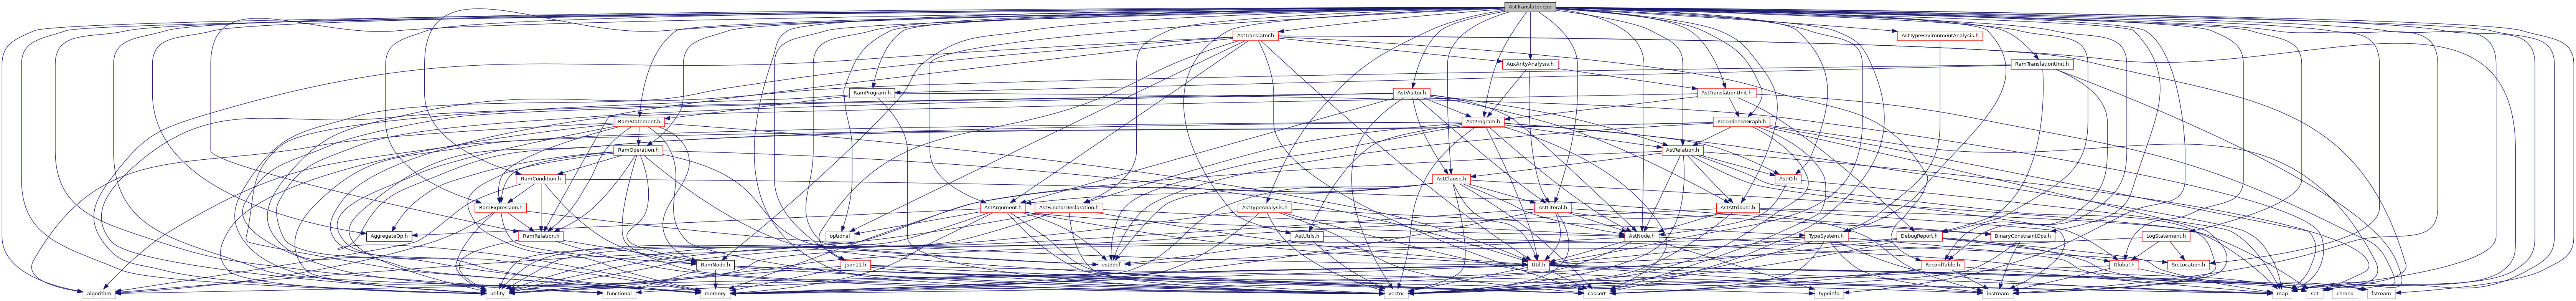 AstTranslator.cpp
AstTranslator.h
AstTypeEnvironmentAnalysis.h
AuxArityAnalysis.h
RamTranslationUnit.h
RamProgram.h
AstVisitor.h
AstTranslationUnit.h
RamStatement.h
AstProgram.h
PrecedenceGraph.h
RamOperation.h
AstRelation.h
RamCondition.h
AstClause.h
AstIO.h
RamExpression.h
AstArgument.h
AstFunctorDeclaration.h
AstTypeAnalysis.h
AstLiteral.h
AstAttribute.h
AggregateOp.h
RamRelation.h
optional
AstUtils.h
AstNode.h
TypeSystem.h
DebugReport.h
BinaryConstraintOps.h
LogStatement.h
RamNode.h
json11.h
cstddef
Util.h
RecordTable.h
Global.h
SrcLocation.h
algorithm
utility
functional
memory
vector
cassert
typeinfo
iostream
map
set
chrono
fstream